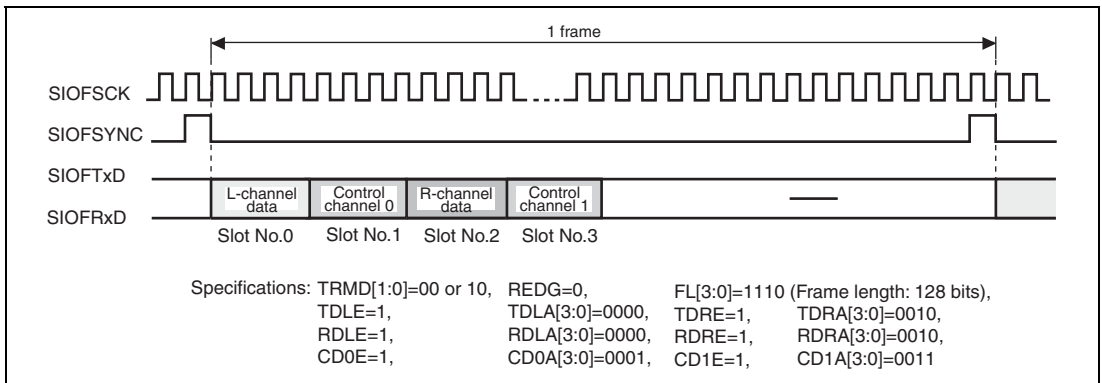 1 frame
SIOFSCK
SIOFSYNC
SIOFTxD
SIOFRxD
L-channel data
Control channel 0
R-channel data
Control channel 1
Slot No.0 Slot No.1 Slot No.2 Slot No.3
Specifications: TRMD[1:0]=00 or 10, REDG=0, FL[3:0]=1110 (Frame length: 128 bits),
TDLE=1, TDLA[3:0]=0000, TDRE=1, TDRA[3:0]=0010,
RDLE=1, RDLA[3:0]=0000, RDRE=1, RDRA[3:0]=0010,
CD0E=1, CD0A[3:0]=0001, CD1E=1, CD1A[3:0]=0011